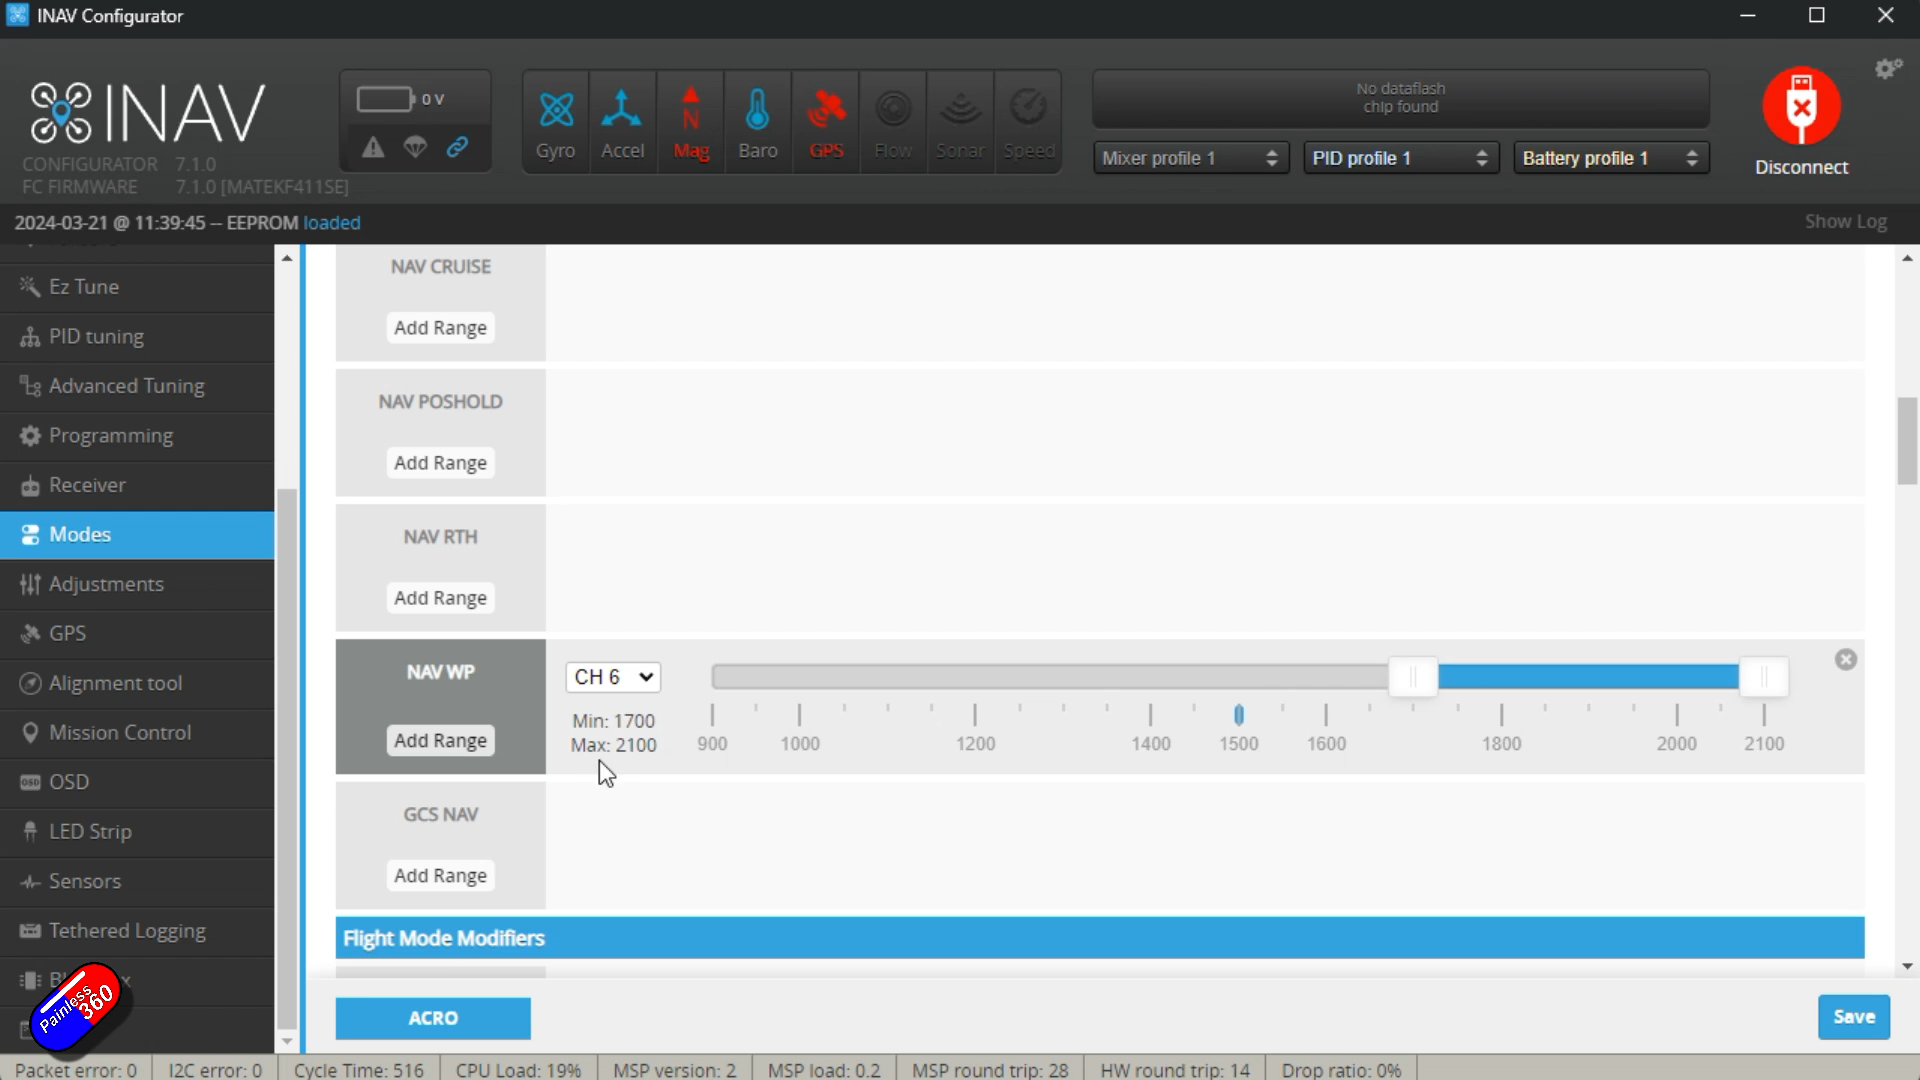 INAV Configurator
INAV
CONFIGURATOR 7.1.0
FC FIRMWARE 7.1.0 [MATEKF411SE]
0 V
Gyro
Accel
N
Mag
Baro
GPS
Flow
Sonar
Speed
No dataflash
chip found
Mixer profile 1
PID profile 1
Battery profile 1
Disconnect
2024-03-21 @ 11:39:45 -- EEPROM loaded
Show Log
Ez Tune
PID tuning
Advanced Tuning
Programming
Receiver
Modes
Adjustments
GPS
Alignment tool
Mission Control
OSD
OSD
LED Strip
Sensors
Tethered Logging
Painless
360
NAV CRUISE
Add Range
NAV POSHOLD
Add Range
NAV RTH
Add Range
NAV WP
Add Range
CH 6
Min: 1700
Max: 2100
900 1000 1200 1400 1500 1600 1800 2000 2100
GCS NAV
Add Range
Flight Mode Modifiers
ACRO
Save
Packet error: 0
I2C error: 0
Cycle Time: 516
CPU Load: 19%
MSP version: 2
MSP load: 0.2
MSP round trip: 28
HW round trip: 14
Drop ratio: 0%